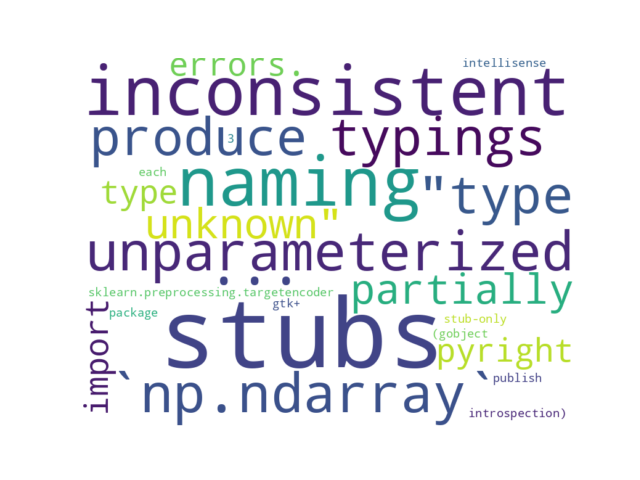 errors.
intellisense
inconsistent
produce
3
typings
each
type
naming
"type
unknown"
unparameterized
...
sklearn.preprocessing.targetencoder
partially
gtk+
package
import
stubs
stub-only
(gobject
pyright
`np.ndarray`
publish
introspection)